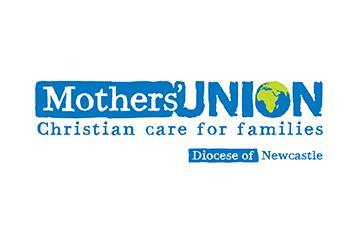 Mothers' UNION
Christian care for families
Diocese of Newcastle